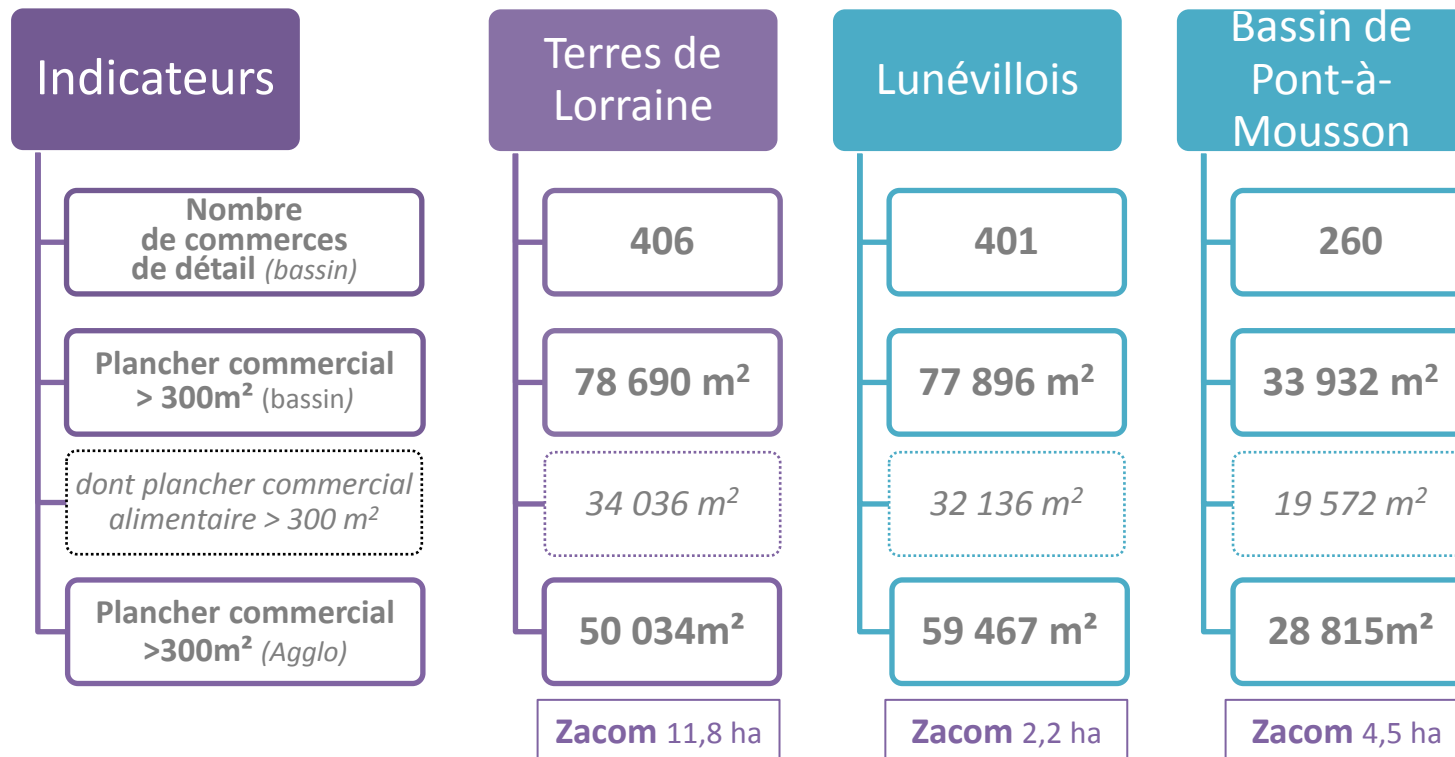 Indicateurs
Terres de
Lorraine
Lunévillois
Bassin de
Pont-à-
Mousson
Nombre
de commerces
de détail (bassin)
406
401
260
Plancher commercial
> 300m² (bassin)
78 690 m²
77 896 m²
33 932 m²
dont plancher commercial
alimentaire > 300 m²
34 036 m²
32 136 m²
19 572 m²
Plancher commercial
>300m² (Agglo)
50 034m²
59 467 m²
28 815m²
Zacom 11,8 ha
Zacom 2,2 ha
Zacom 4,5 ha